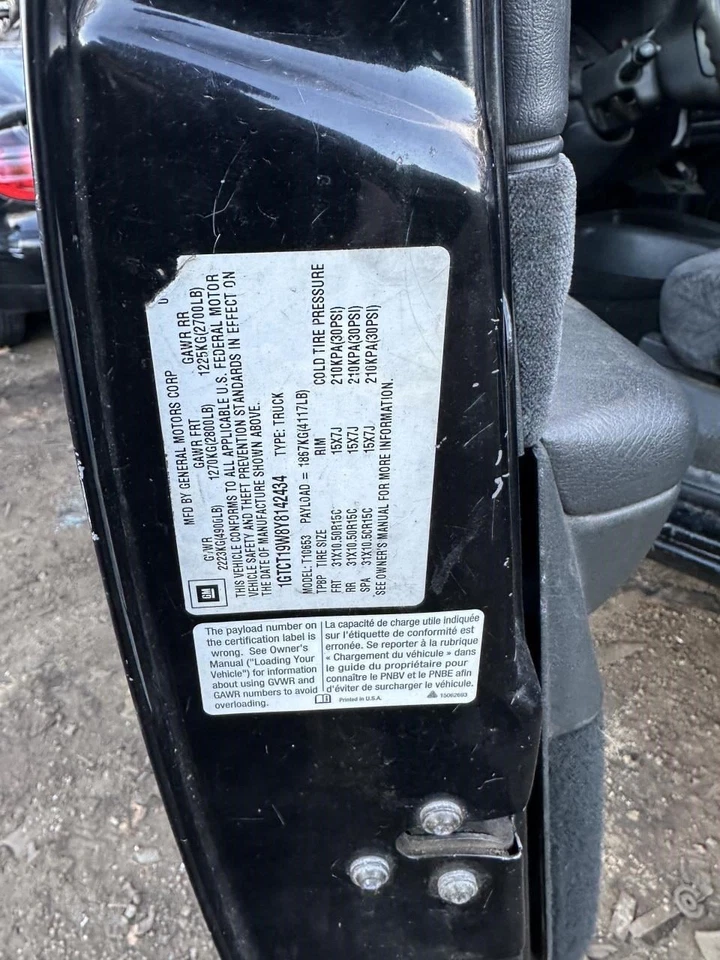 MFD BY GENERAL MOTORS CORP
GVWR GAWR FRT GAWR RR
2223KG(4900LB) 1270KG(2800LB) 1225KG(2700LB)
THIS VEHICLE CONFORMS TO ALL APPLICABLE U.S. FEDERAL MOTOR
VEHICLE SAFETY AND THEFT PREVENTION STANDARDS IN EFFECT ON
THE DATE OF MANUFACTURE SHOWN ABOVE.
1GTCT19W8Y8142494 TYPE: TRUCK
MODEL: T10653 PAYLOAD = 1867KG(4117LB)
TPBP TIRE SIZE RIM COLD TIRE PRESSURE
FRT 31X10.50R15C 15X7J 210KPA(30PSI)
RR 31X10.50R15C 15X7J 210KPA(30PSI)
SPA 31X10.50R15C 15X7J 210KPA(30PSI)
SEE OWNER'S MANUAL FOR MORE INFORMATION.
GM
The payload number on
the certification label is
wrong. See Owner's
Manual ("Loading Your
Vehicle") for information
about using GVWR and
GAWR numbers to avoid
overloading.
La capacité de charge utile indiquée
sur l'étiquette de conformité est
erronée. Se reporter à la rubrique
« Chargement du véhicule » dans
le guide du propriétaire pour
connaître le PNBV et le PNBE afin
d'éviter de surcharger le véhicule.
Printed in U.S.A. 15062693